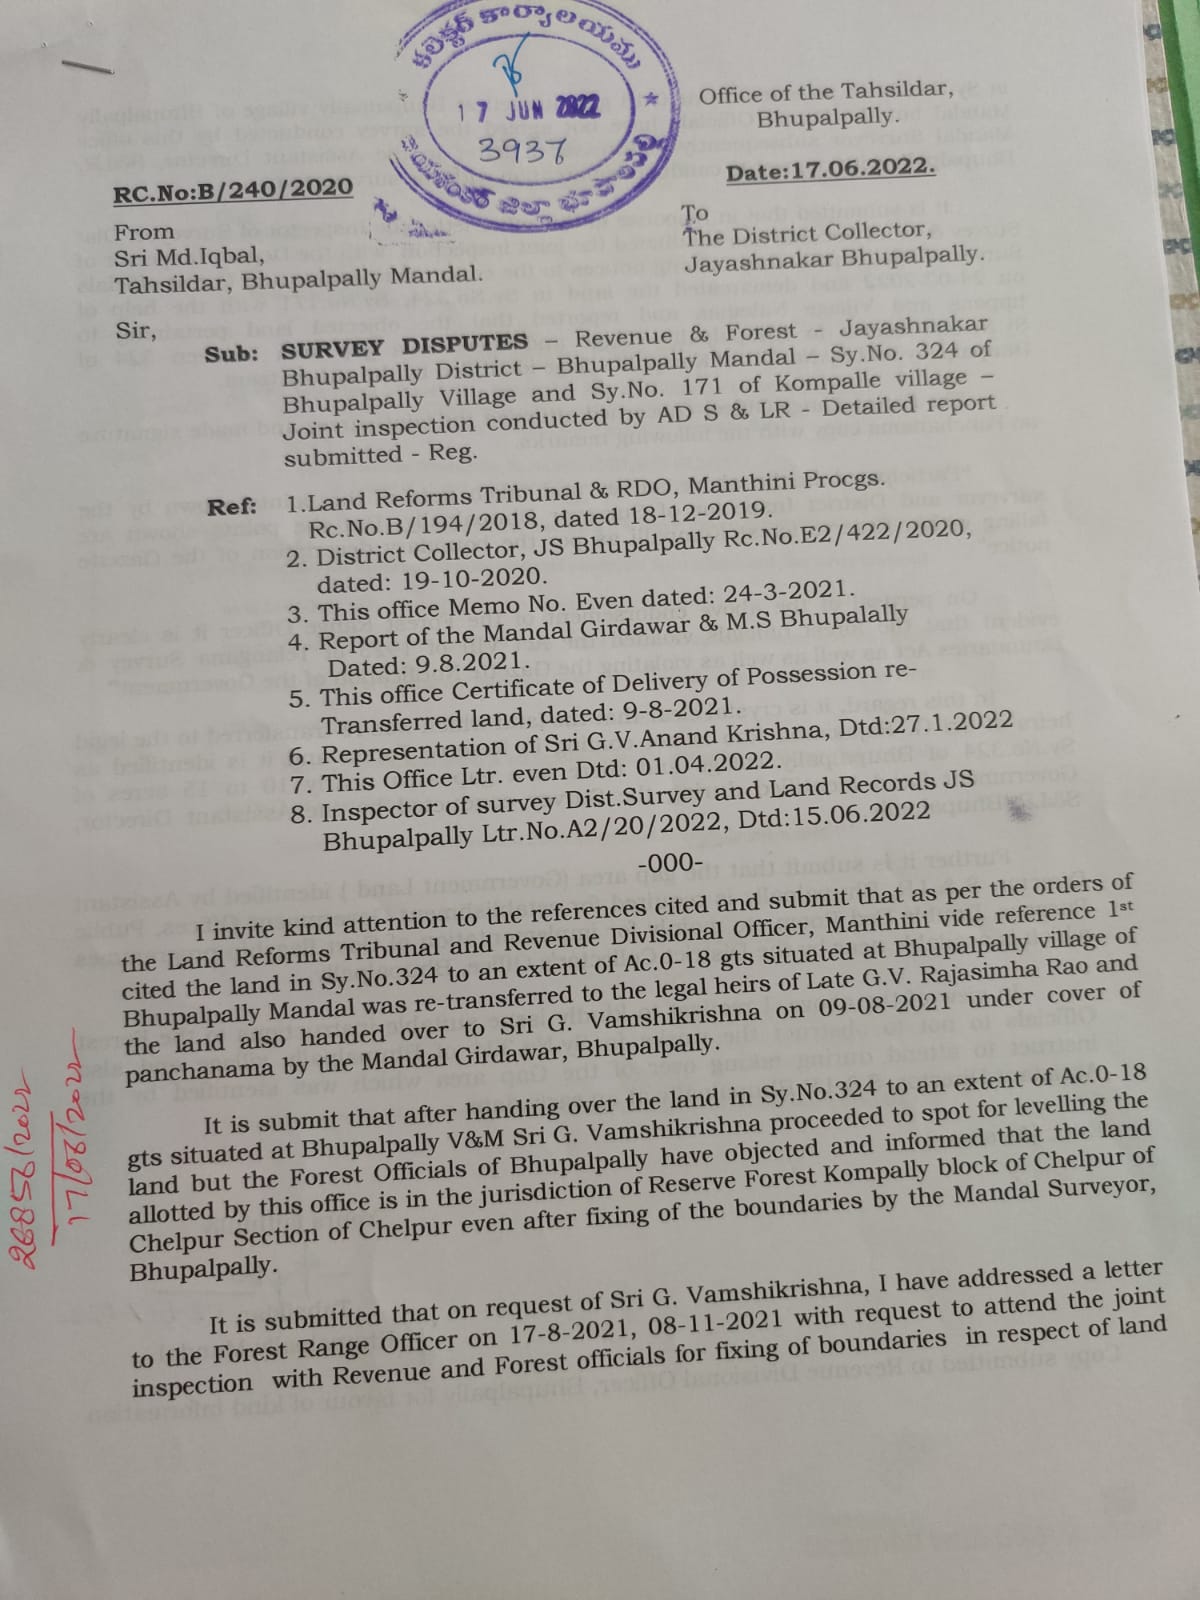 కలెక్టర్ కార్యాలయము
17 JUN 2022
3937
జయశంకర్ జిల్లా భూపాలపల్లి
Office of the Tahsildar,
Bhupalpally.
RC.No:B/240/2020
Date:17.06.2022.
From
Sri Md.Iqbal,
Tahsildar, Bhupalpally Mandal.
To
The District Collector,
Jayashnakar Bhupalpally.
Sir,
Sub: SURVEY DISPUTES – Revenue & Forest - Jayashnakar
Bhupalpally District – Bhupalpally Mandal – Sy.No. 324 of
Bhupalpally Village and Sy.No. 171 of Kompalle village –
Joint inspection conducted by AD S & LR - Detailed report
submitted - Reg.
Ref: 1.Land Reforms Tribunal & RDO, Manthini Procgs.
Rc.No.B/194/2018, dated 18-12-2019.
2. District Collector, JS Bhupalpally Rc.No.E2/422/2020,
dated: 19-10-2020.
3. This office Memo No. Even dated: 24-3-2021.
4. Report of the Mandal Girdawar & M.S Bhupalally
Dated: 9.8.2021.
5. This office Certificate of Delivery of Possession re-
Transferred land, dated: 9-8-2021.
6. Representation of Sri G.V.Anand Krishna, Dtd:27.1.2022
7. This Office Ltr. even Dtd: 01.04.2022.
8. Inspector of survey Dist.Survey and Land Records JS
Bhupalpally Ltr.No.A2/20/2022, Dtd:15.06.2022
-000-
I invite kind attention to the references cited and submit that as per the orders of
the Land Reforms Tribunal and Revenue Divisional Officer, Manthini vide reference 1st
cited the land in Sy.No.324 to an extent of Ac.0-18 gts situated at Bhupalpally village of
Bhupalpally Mandal was re-transferred to the legal heirs of Late G.V. Rajasimha Rao and
the land also handed over to Sri G. Vamshikrishna on 09-08-2021 under cover of
panchanama by the Mandal Girdawar, Bhupalpally.
It is submit that after handing over the land in Sy.No.324 to an extent of Ac.0-18
gts situated at Bhupalpally V&M Sri G. Vamshikrishna proceeded to spot for levelling the
land but the Forest Officials of Bhupalpally have objected and informed that the land
allotted by this office is in the jurisdiction of Reserve Forest Kompally block of Chelpur of
Chelpur Section of Chelpur even after fixing of the boundaries by the Mandal Surveyor,
Bhupalpally.
It is submitted that on request of Sri G. Vamshikrishna, I have addressed a letter
to the Forest Range Officer on 17-8-2021, 08-11-2021 with request to attend the joint
inspection with Revenue and Forest officials for fixing of boundaries in respect of land
17/06/2022